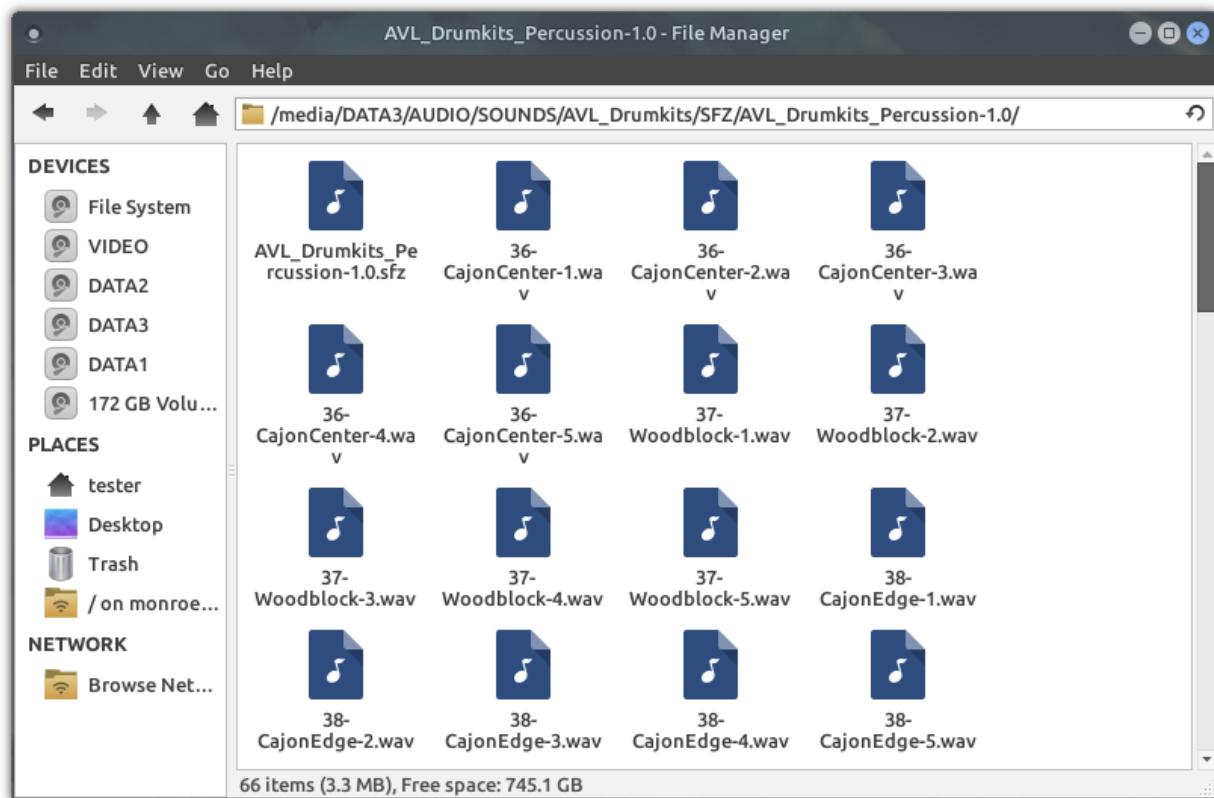 AVL_Drumkits_Percussion-1.0 - File Manager
File Edit View Go Help
/media/DATA3/AUDIO/SOUNDS/AVL_Drumkits/SFZ/AVL_Drumkits_Percussion-1.0/
DEVICES
File System
VIDEO
DATA2
DATA3
DATA1
172 GB Volu...
PLACES
tester
Desktop
Trash
/ on monroe...
NETWORK
Browse Net...
AVL_Drumkits_Pe
rcussion-1.0.sfz
36-
CajonCenter-1.wa
v
36-
CajonCenter-2.wa
v
36-
CajonCenter-3.wa
v
36-
CajonCenter-4.wa
v
36-
CajonCenter-5.wa
v
37-
Woodblock-1.wav
37-
Woodblock-2.wav
37-
Woodblock-3.wav
37-
Woodblock-4.wav
37-
Woodblock-5.wav
38-
CajonEdge-1.wav
38-
CajonEdge-2.wav
38-
CajonEdge-3.wav
38-
CajonEdge-4.wav
38-
CajonEdge-5.wav
66 items (3.3 MB), Free space: 745.1 GB